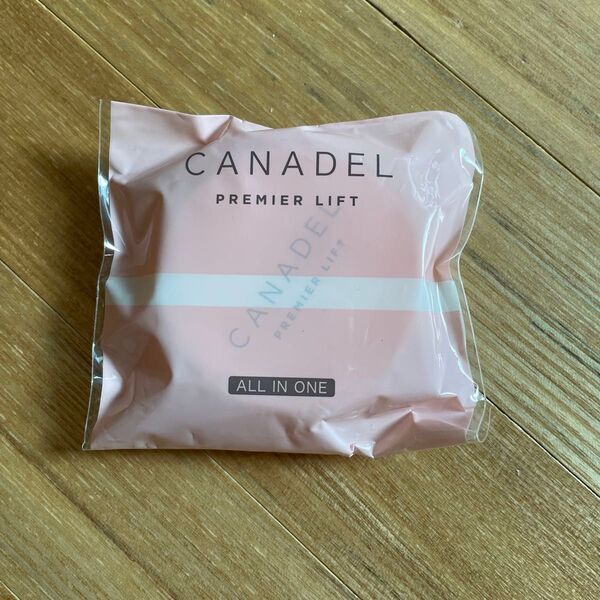 CANADEL
PREMIER LIFT
CANADEL
PREMIER LIFT
ALL IN ONE